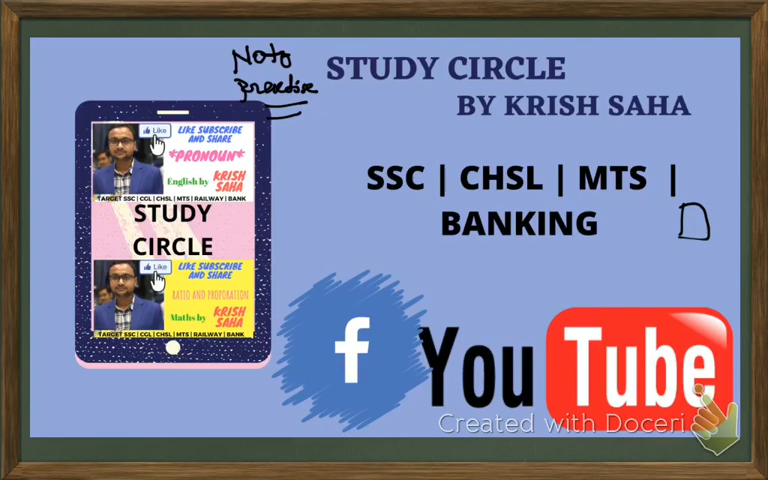 Note
Practise
STUDY CIRCLE
BY KRISH SAHA
SSC | CHSL | MTS |
BANKING
Like
LIKE SUBSCRIBE
AND SHARE
*PRONOUN*
English by KRISH
SAHA
TARGET SSC | CGL | CHSL | MTS | RAILWAY | BANK
STUDY
CIRCLE
Like
LIKE SUBSCRIBE
AND SHARE
RATIO AND PROPORATION
Maths by KRISH
SAHA
TARGET SSC | CGL | CHSL | MTS | RAILWAY | BANK
f
YouTube
Created with Doceri